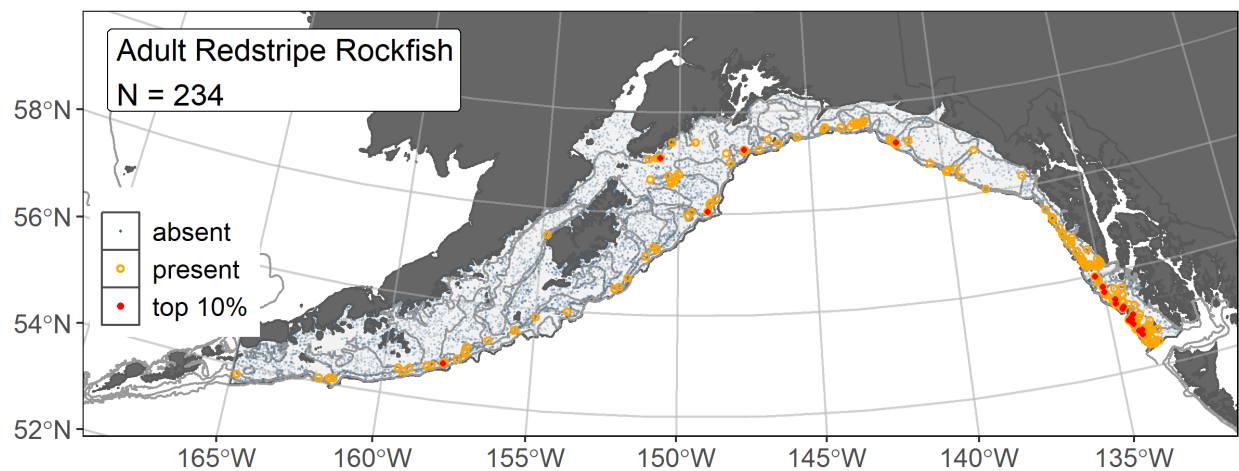 Adult Redstripe Rockfish
N = 234
58°N
56°N
54°N
52°N
absent
present
top 10%
165°W
160°W
155°W
150°W
145°W
140°W
135°W